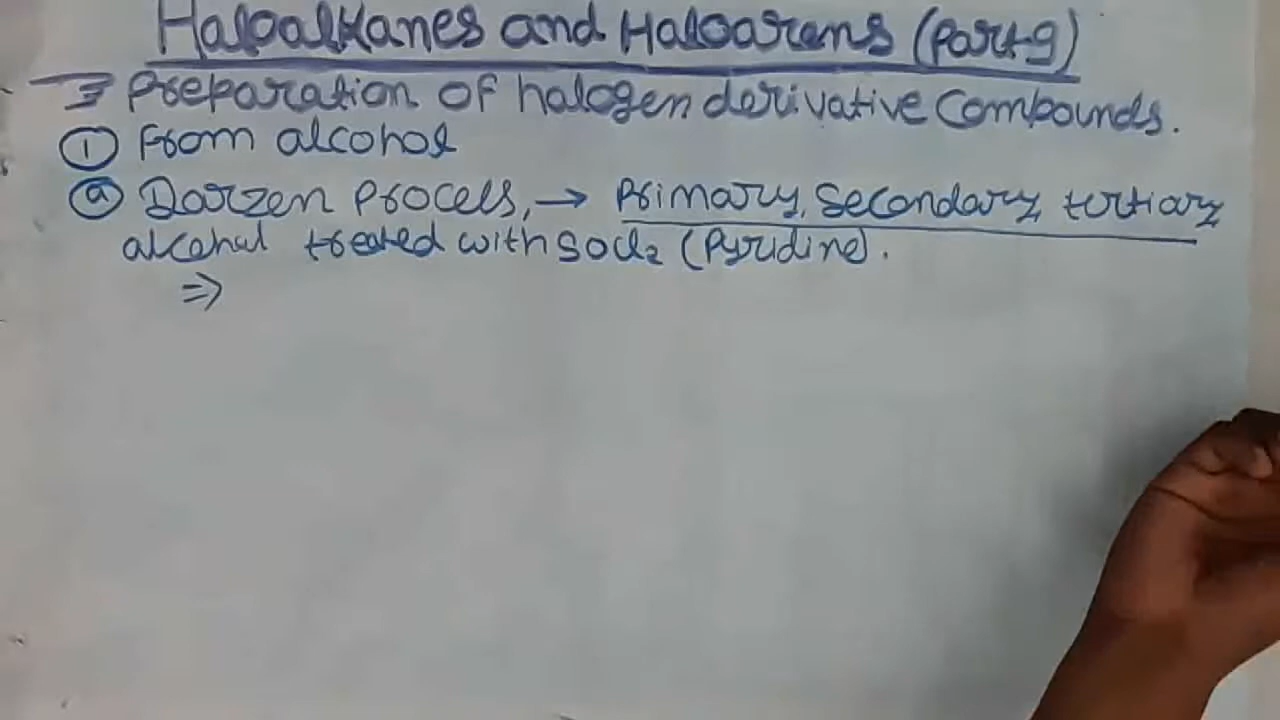 Haloalkanes and Haloarens (Part-9)
→ Preparation of halogen derivative Compounds.
① From alcohol
ⓐ Darzen Process, → Primary, Secondary, tertiary
alcohol treated with SOCl₂ (Pyridine).
⇒